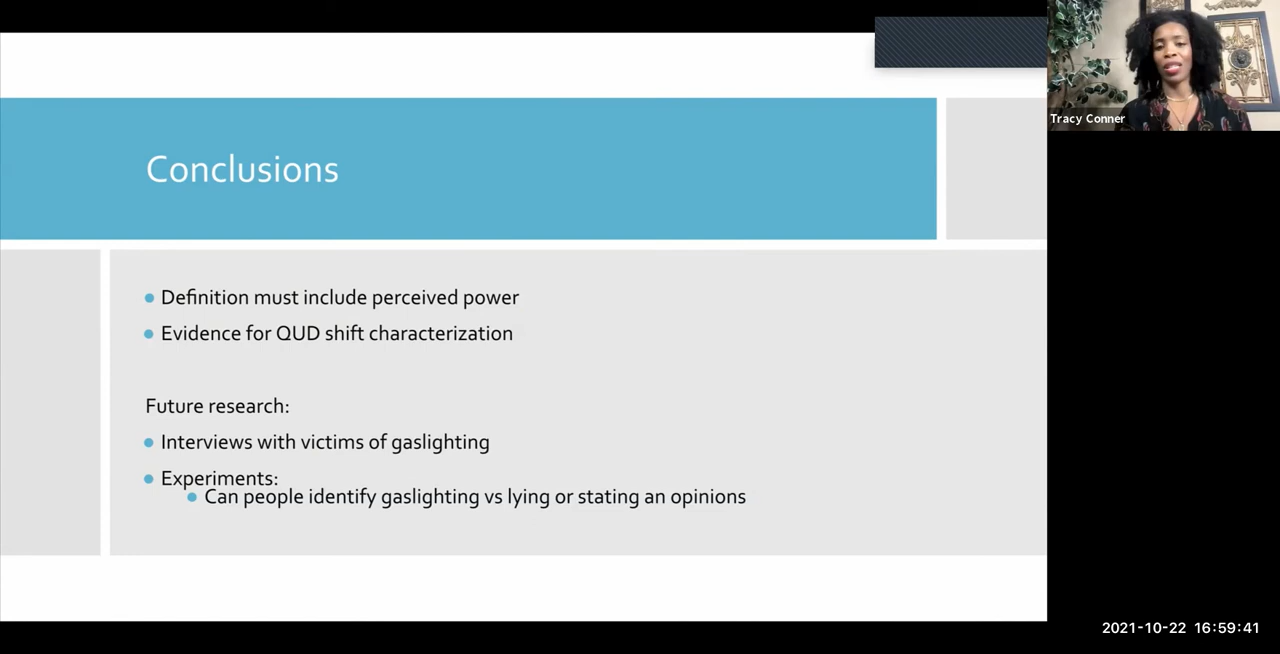 Tracy Conner
Conclusions
Definition must include perceived power
Evidence for QUD shift characterization
Future research:
Interviews with victims of gaslighting
Experiments:
Can people identify gaslighting vs lying or stating an opinions
2021-10-22 16:59:41